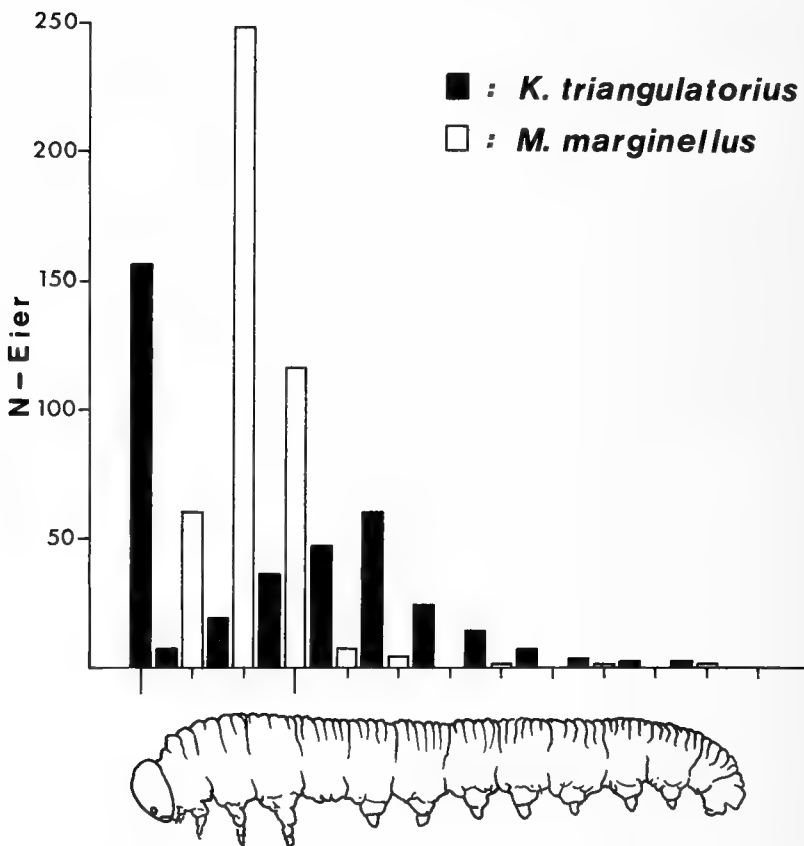 250
■ : K. triangulatorius
□ : M. marginellus
200
150
100
50
N-Eier